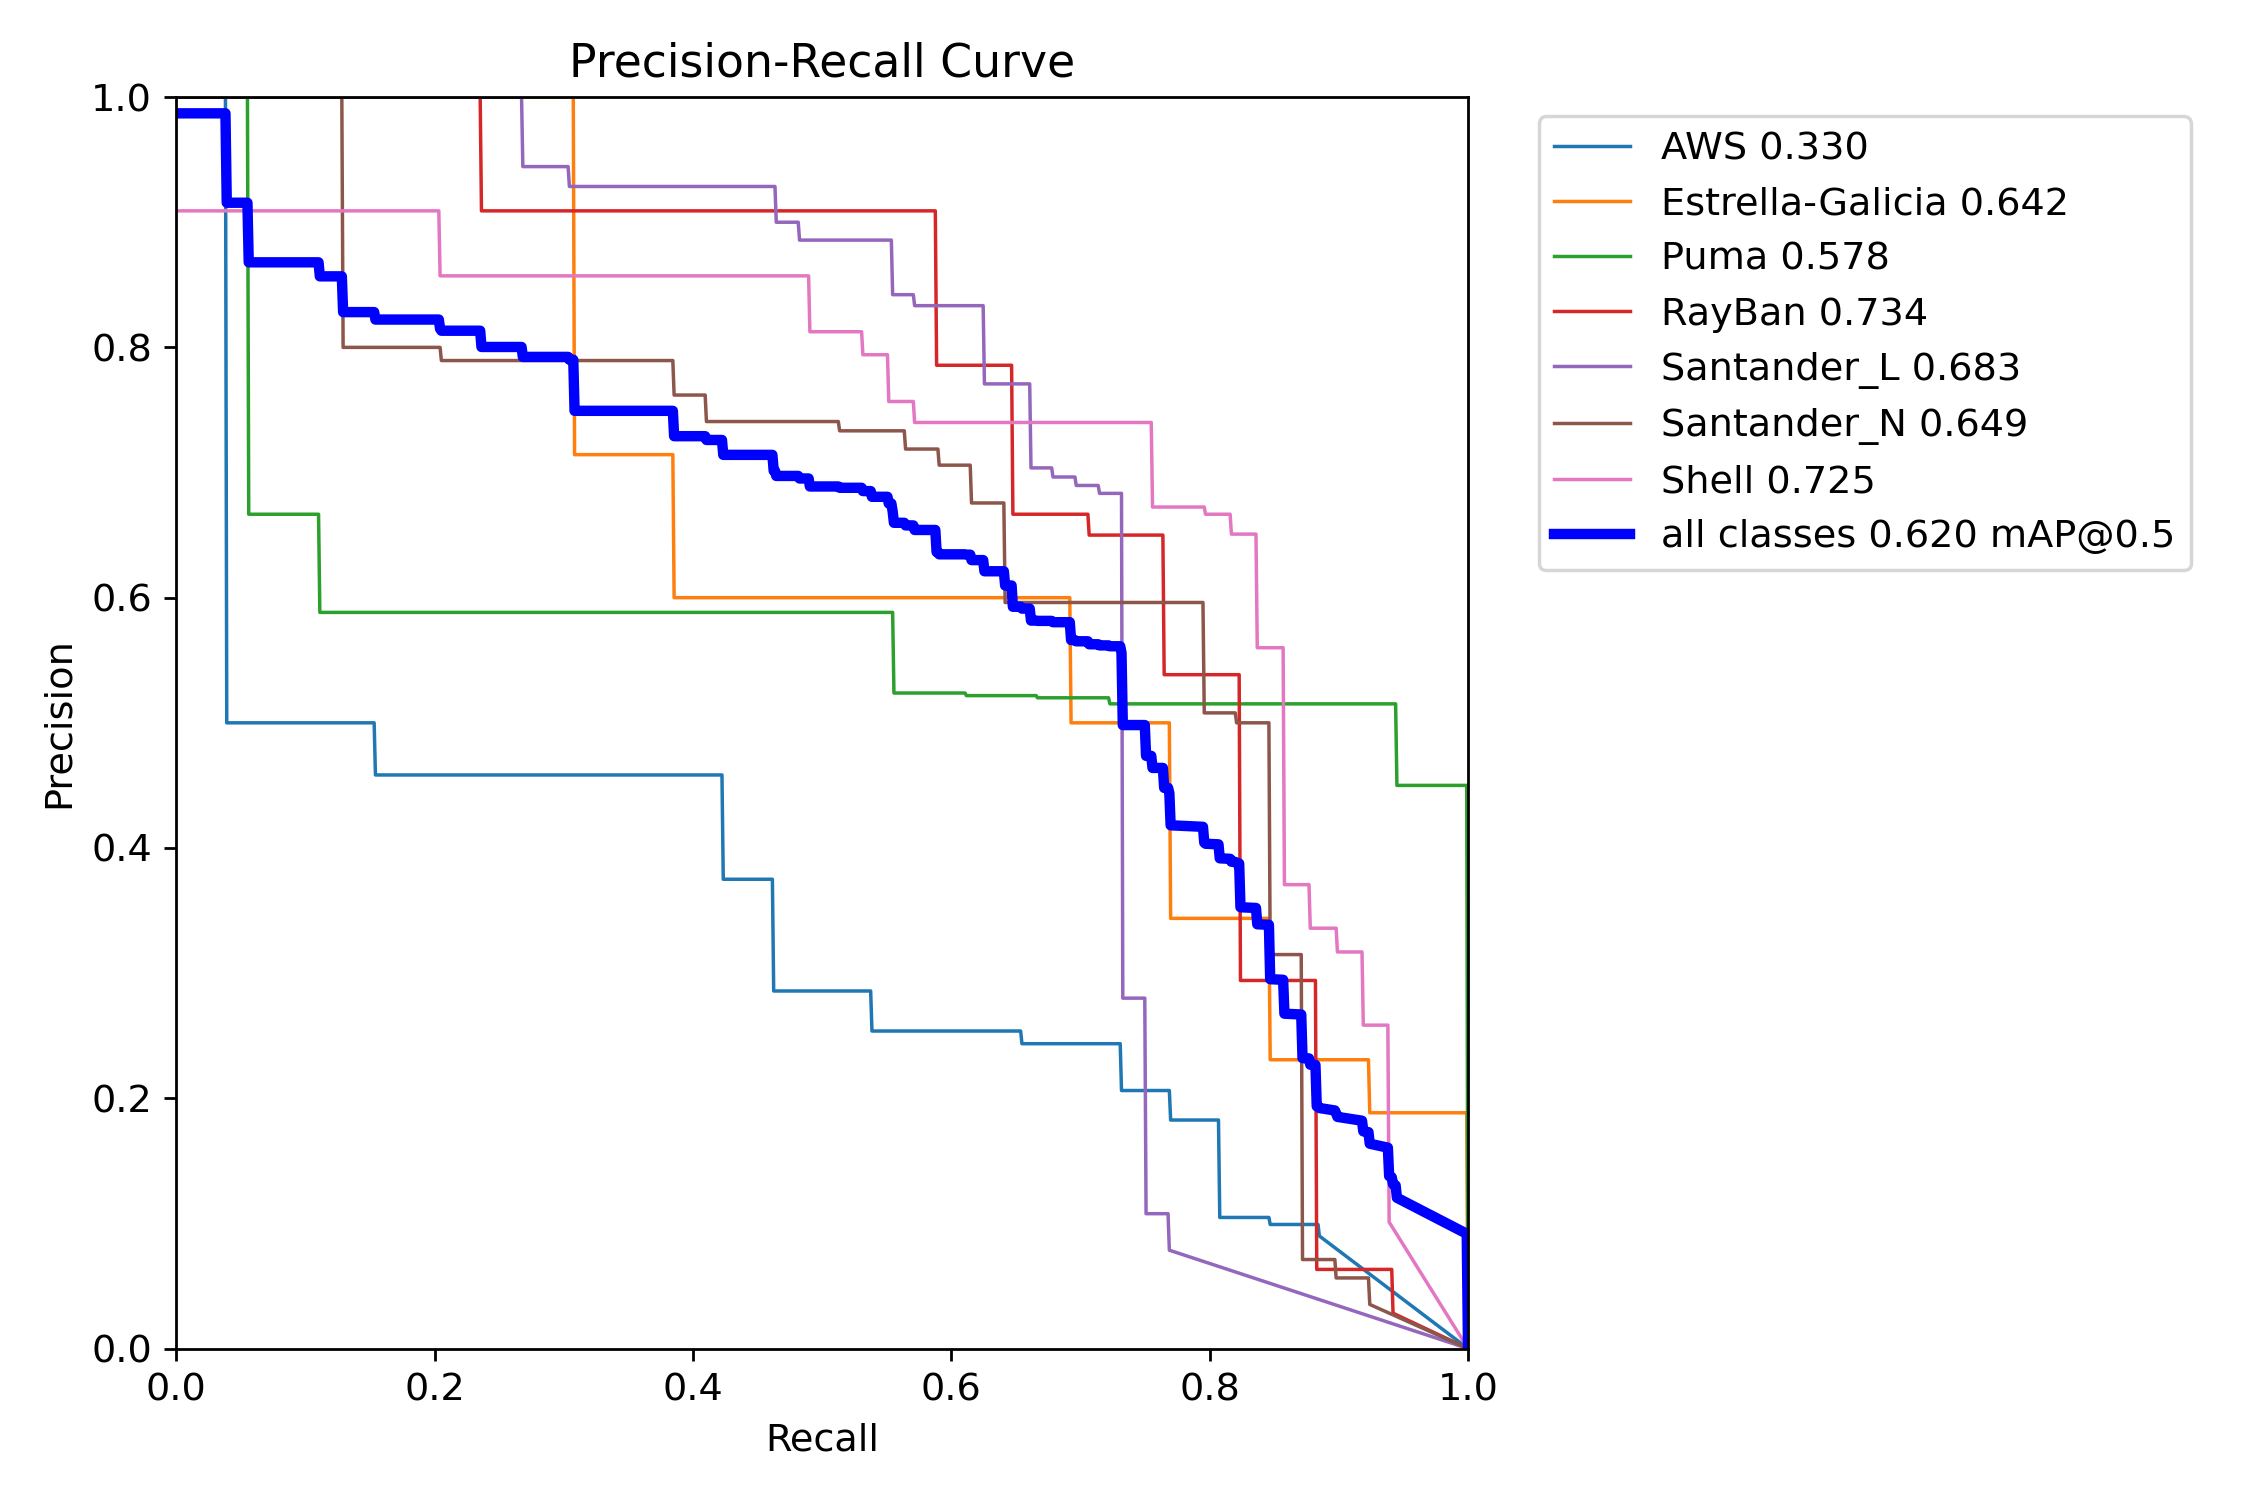 Precision-Recall Curve
1.0
0.8
0.6
0.4
0.2
0.0
Precision
0.0 0.2 0.4 0.6 0.8 1.0
Recall
AWS 0.330
Estrella-Galicia 0.642
Puma 0.578
RayBan 0.734
Santander_L 0.683
Santander_N 0.649
Shell 0.725
all classes 0.620 mAP@0.5